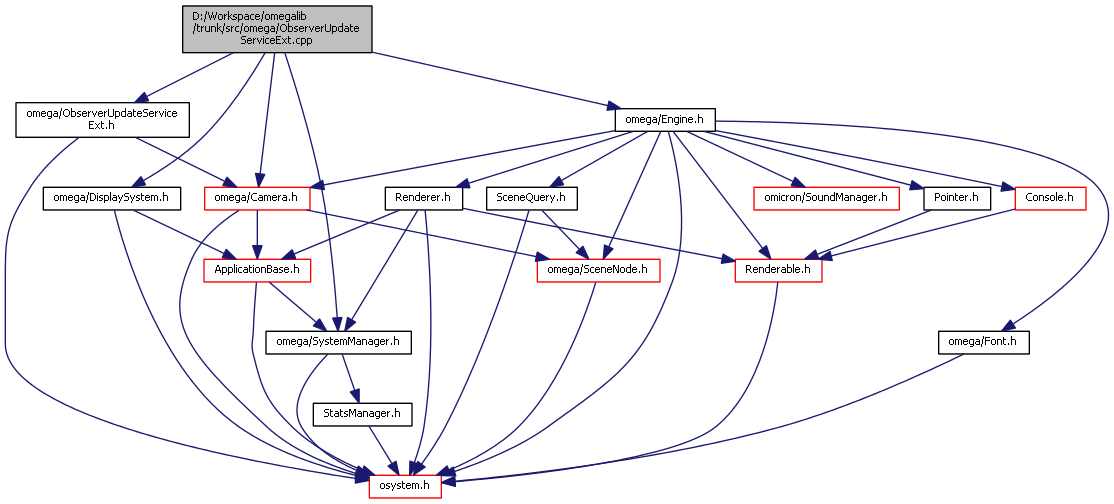 D:/Workspace/omegalib
/trunk/src/omega/ObserverUpdate
ServiceExt.cpp
omega/ObserverUpdateService
Ext.h
omega/Engine.h
omega/DisplaySystem.h
omega/Camera.h
Renderer.h
SceneQuery.h
omicron/SoundManager.h
Pointer.h
Console.h
ApplicationBase.h
omega/SceneNode.h
Renderable.h
omega/SystemManager.h
omega/Font.h
StatsManager.h
osystem.h